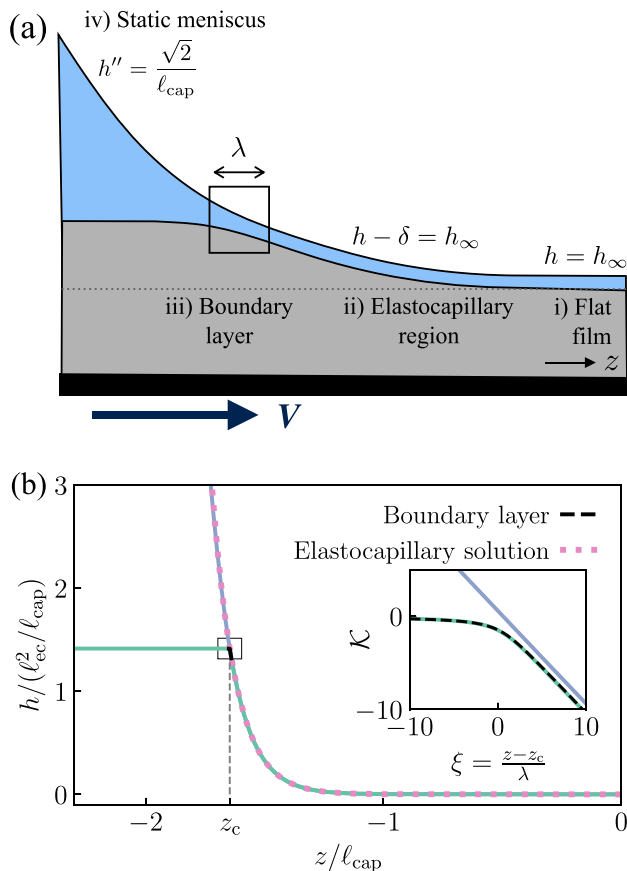 (a)
iv) Static meniscus
h′′ = √2/ℓcap
λ
h − δ = h∞
h = h∞
iii) Boundary
layer
ii) Elastocapillary
region
i) Flat
film
z
V
(b)
3
2
1
0
h/(ℓ²ec/ℓcap)
−2
zc
−1
0
z/ℓcap
Boundary layer
Elastocapillary solution
0
−10
𝒦
−10
0
10
ξ = (z−zc)/λ